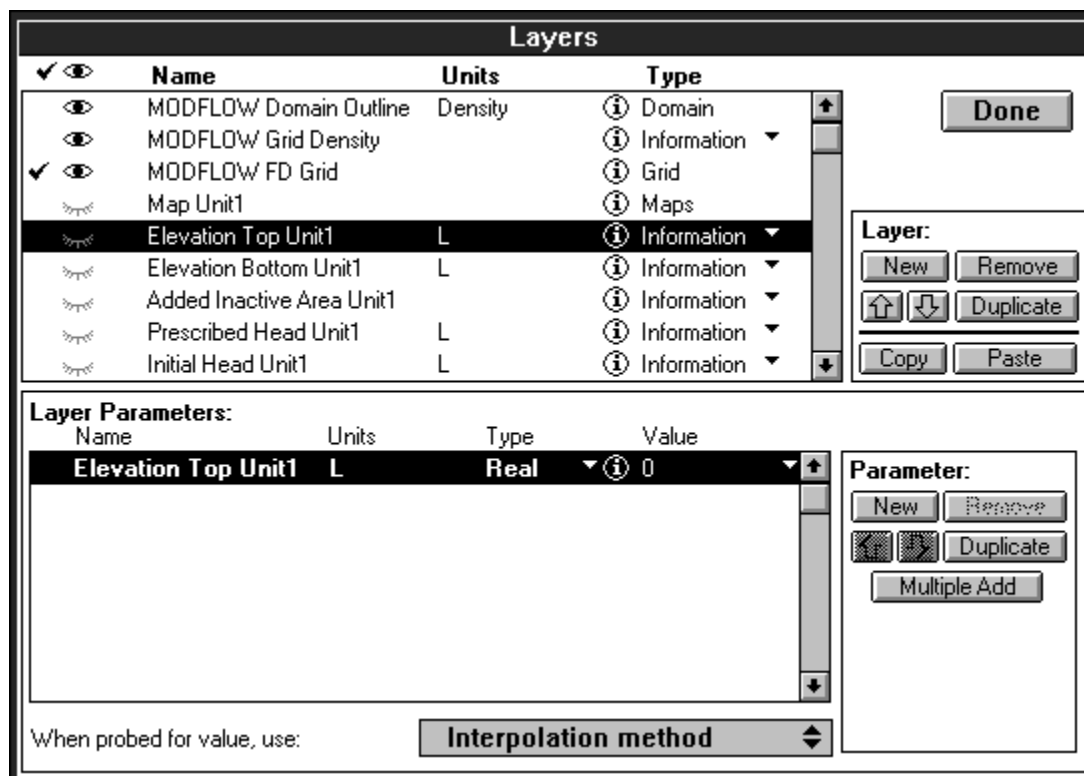 Layers
Name Units Type
MODFLOW Domain Outline Density Domain
MODFLOW Grid Density Information
MODFLOW FD Grid Grid
Map Unit1 Maps
Elevation Top Unit1 L Information
Elevation Bottom Unit1 L Information
Added Inactive Area Unit1 Information
Prescribed Head Unit1 L Information
Initial Head Unit1 L Information
Done
Layer:
New Remove
Duplicate
Copy Paste
Layer Parameters:
Name Units Type Value
Elevation Top Unit1 L Real 0
Parameter:
New Remove
Duplicate
Multiple Add
When probed for value, use: Interpolation method